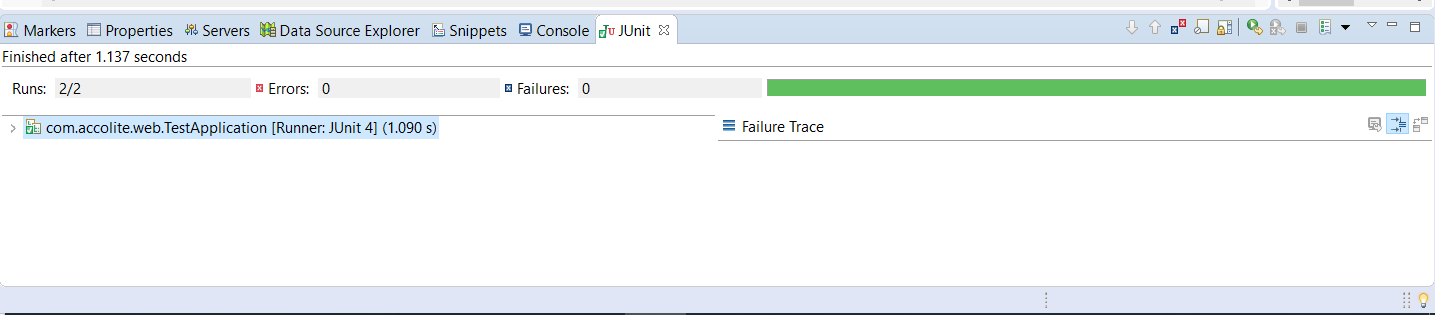 Markers Properties Servers Data Source Explorer Snippets Console JUnit
Finished after 1.137 seconds
Runs: 2/2 Errors: 0 Failures: 0
com.accolite.web.TestApplication [Runner: JUnit 4] (1.090 s)
Failure Trace